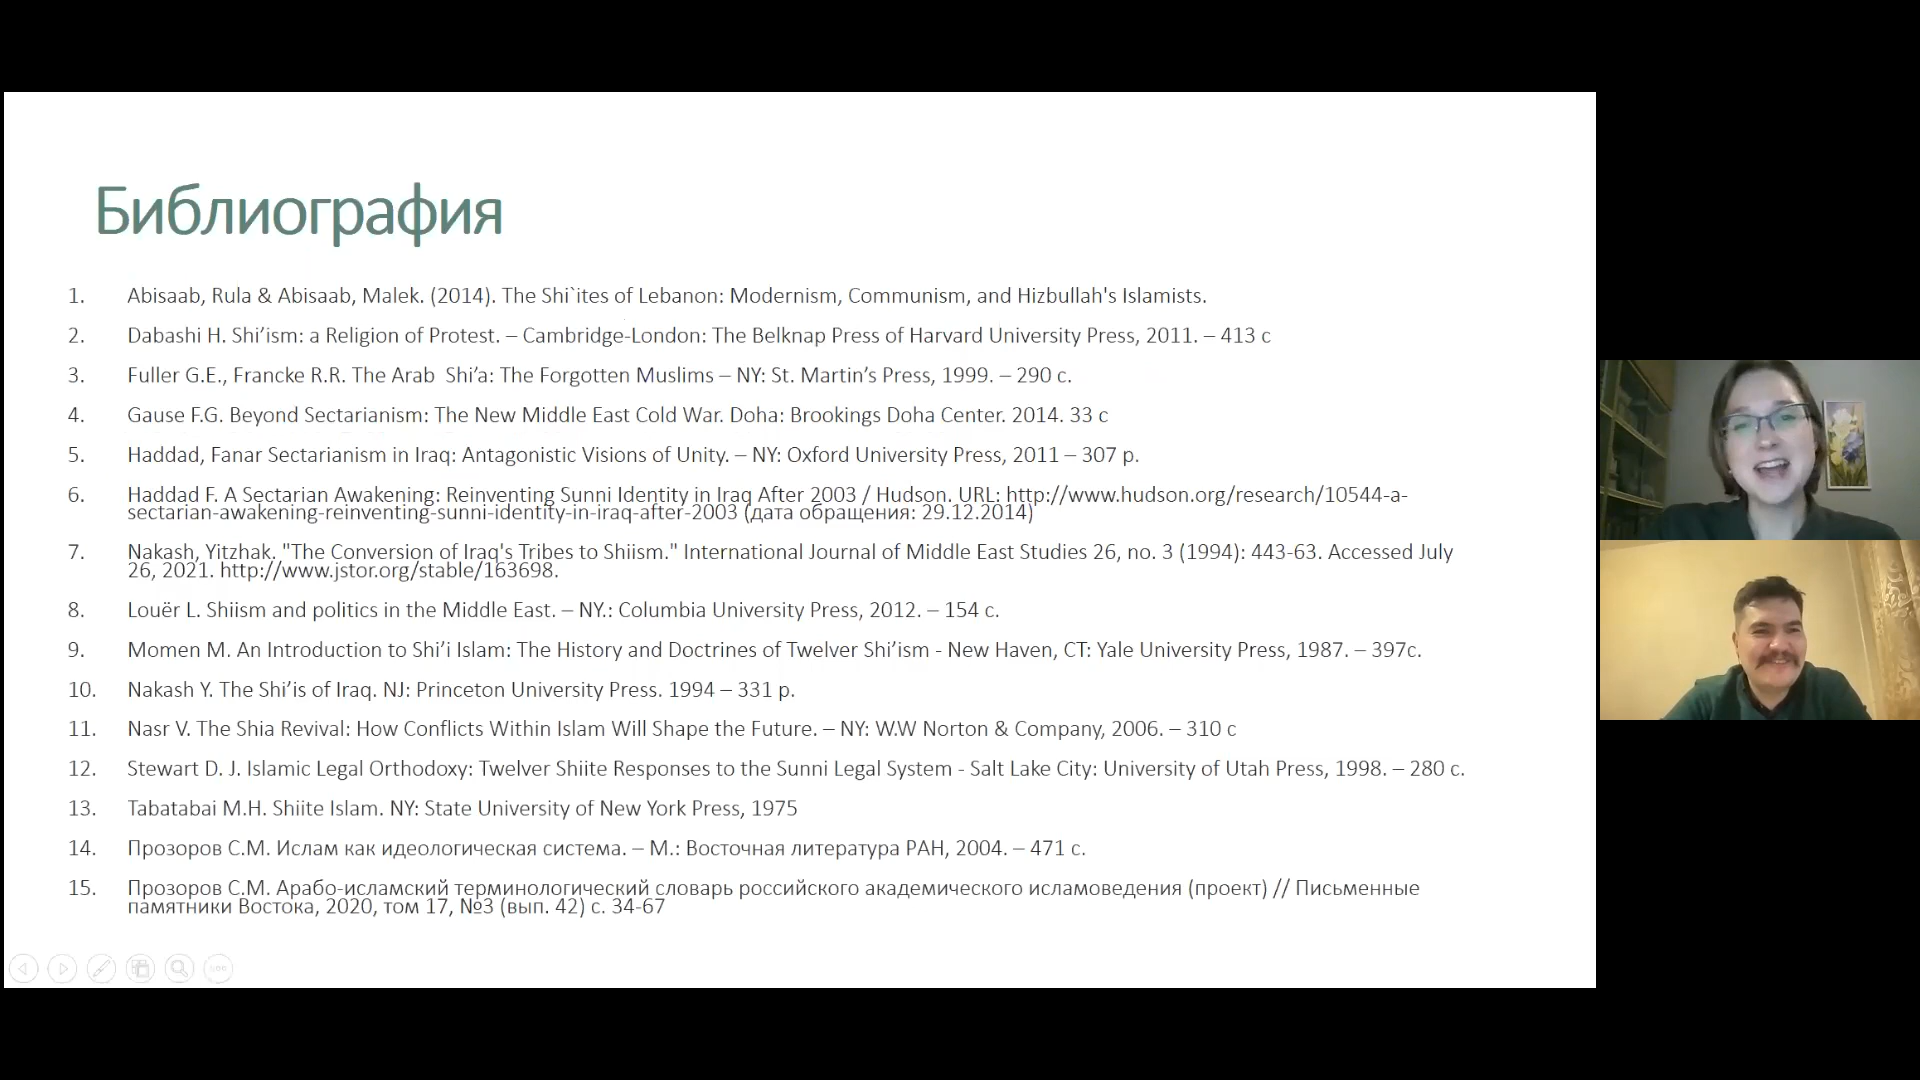 Библиография
1. Abisaab, Rula & Abisaab, Malek. (2014). The Shi`ites of Lebanon: Modernism, Communism, and Hizbullah's Islamists.
2. Dabashi H. Shi’ism: a Religion of Protest. – Cambridge-London: The Belknap Press of Harvard University Press, 2011. – 413 с
3. Fuller G.E., Francke R.R. The Arab Shi’a: The Forgotten Muslims – NY: St. Martin’s Press, 1999. – 290 с.
4. Gause F.G. Beyond Sectarianism: The New Middle East Cold War. Doha: Brookings Doha Center. 2014. 33 с
5. Haddad, Fanar Sectarianism in Iraq: Antagonistic Visions of Unity. – NY: Oxford University Press, 2011 – 307 p.
6. Haddad F. A Sectarian Awakening: Reinventing Sunni Identity in Iraq After 2003 / Hudson. URL: http://www.hudson.org/research/10544-a-
sectarian-awakening-reinventing-sunni-identity-in-iraq-after-2003 (дата обращения: 29.12.2014)
7. Nakash, Yitzhak. "The Conversion of Iraq's Tribes to Shiism." International Journal of Middle East Studies 26, no. 3 (1994): 443-63. Accessed July
26, 2021. http://www.jstor.org/stable/163698.
8. Louër L. Shiism and politics in the Middle East. – NY.: Columbia University Press, 2012. – 154 с.
9. Momen M. An Introduction to Shi’i Islam: The History and Doctrines of Twelver Shi’ism - New Haven, CT: Yale University Press, 1987. – 397с.
10. Nakash Y. The Shi’is of Iraq. NJ: Princeton University Press. 1994 – 331 p.
11. Nasr V. The Shia Revival: How Conflicts Within Islam Will Shape the Future. – NY: W.W Norton & Company, 2006. – 310 с
12. Stewart D. J. Islamic Legal Orthodoxy: Twelver Shiite Responses to the Sunni Legal System - Salt Lake City: University of Utah Press, 1998. – 280 с.
13. Tabatabai M.H. Shiite Islam. NY: State University of New York Press, 1975
14. Прозоров С.М. Ислам как идеологическая система. – М.: Восточная литература РАН, 2004. – 471 с.
15. Прозоров С.М. Арабо-исламский терминологический словарь российского академического исламоведения (проект) // Письменные
памятники Востока, 2020, том 17, №3 (вып. 42) с. 34-67